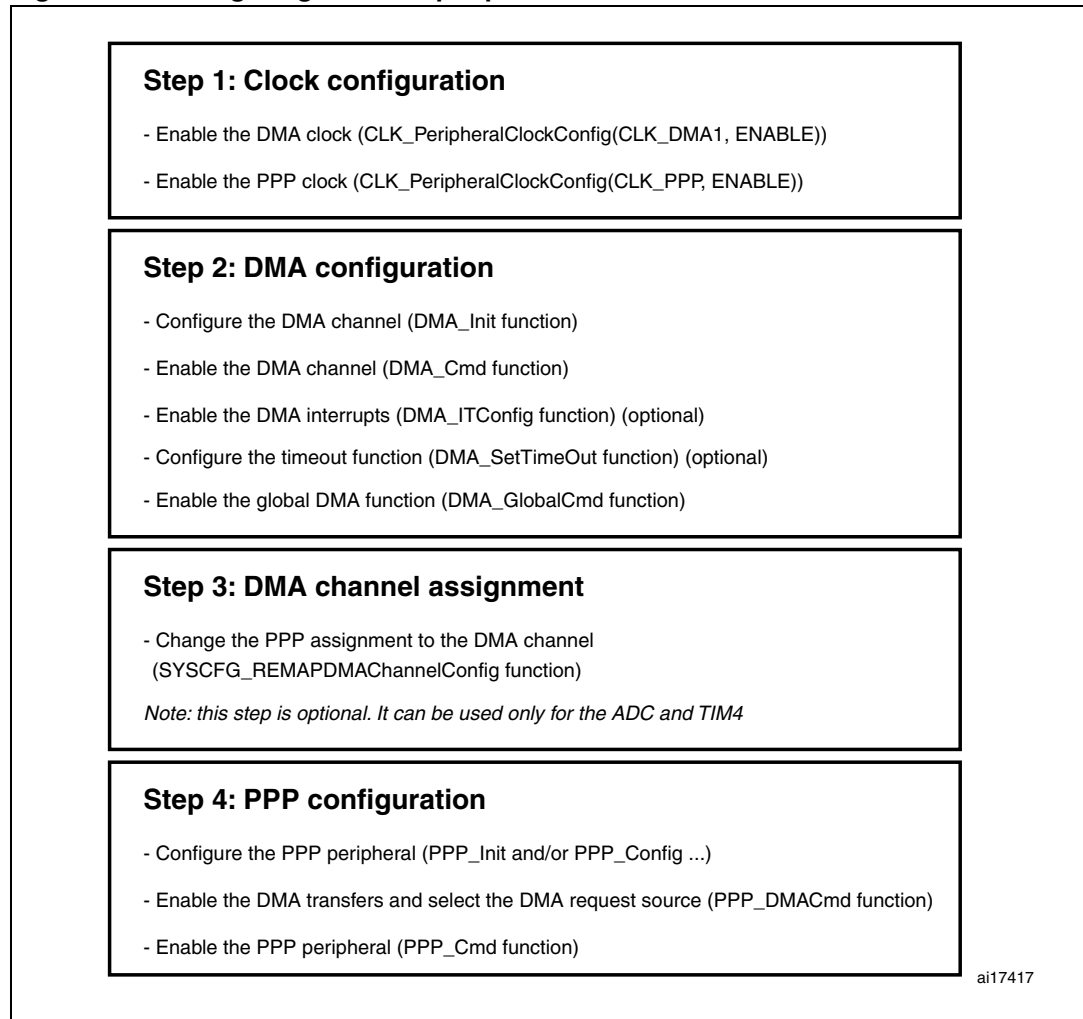 Step 1: Clock configuration
- Enable the DMA clock (CLK_PeripheralClockConfig(CLK_DMA1, ENABLE))
- Enable the PPP clock (CLK_PeripheralClockConfig(CLK_PPP, ENABLE))
Step 2: DMA configuration
- Configure the DMA channel (DMA_Init function)
- Enable the DMA channel (DMA_Cmd function)
- Enable the DMA interrupts (DMA_ITConfig function) (optional)
- Configure the timeout function (DMA_SetTimeOut function) (optional)
- Enable the global DMA function (DMA_GlobalCmd function)
Step 3: DMA channel assignment
- Change the PPP assignment to the DMA channel
(SYSCFG_REMAPDMAChannelConfig function)
Note: this step is optional. It can be used only for the ADC and TIM4
Step 4: PPP configuration
- Configure the PPP peripheral (PPP_Init and/or PPP_Config ...)
- Enable the DMA transfers and select the DMA request source (PPP_DMACmd function)
- Enable the PPP peripheral (PPP_Cmd function)
ai17417